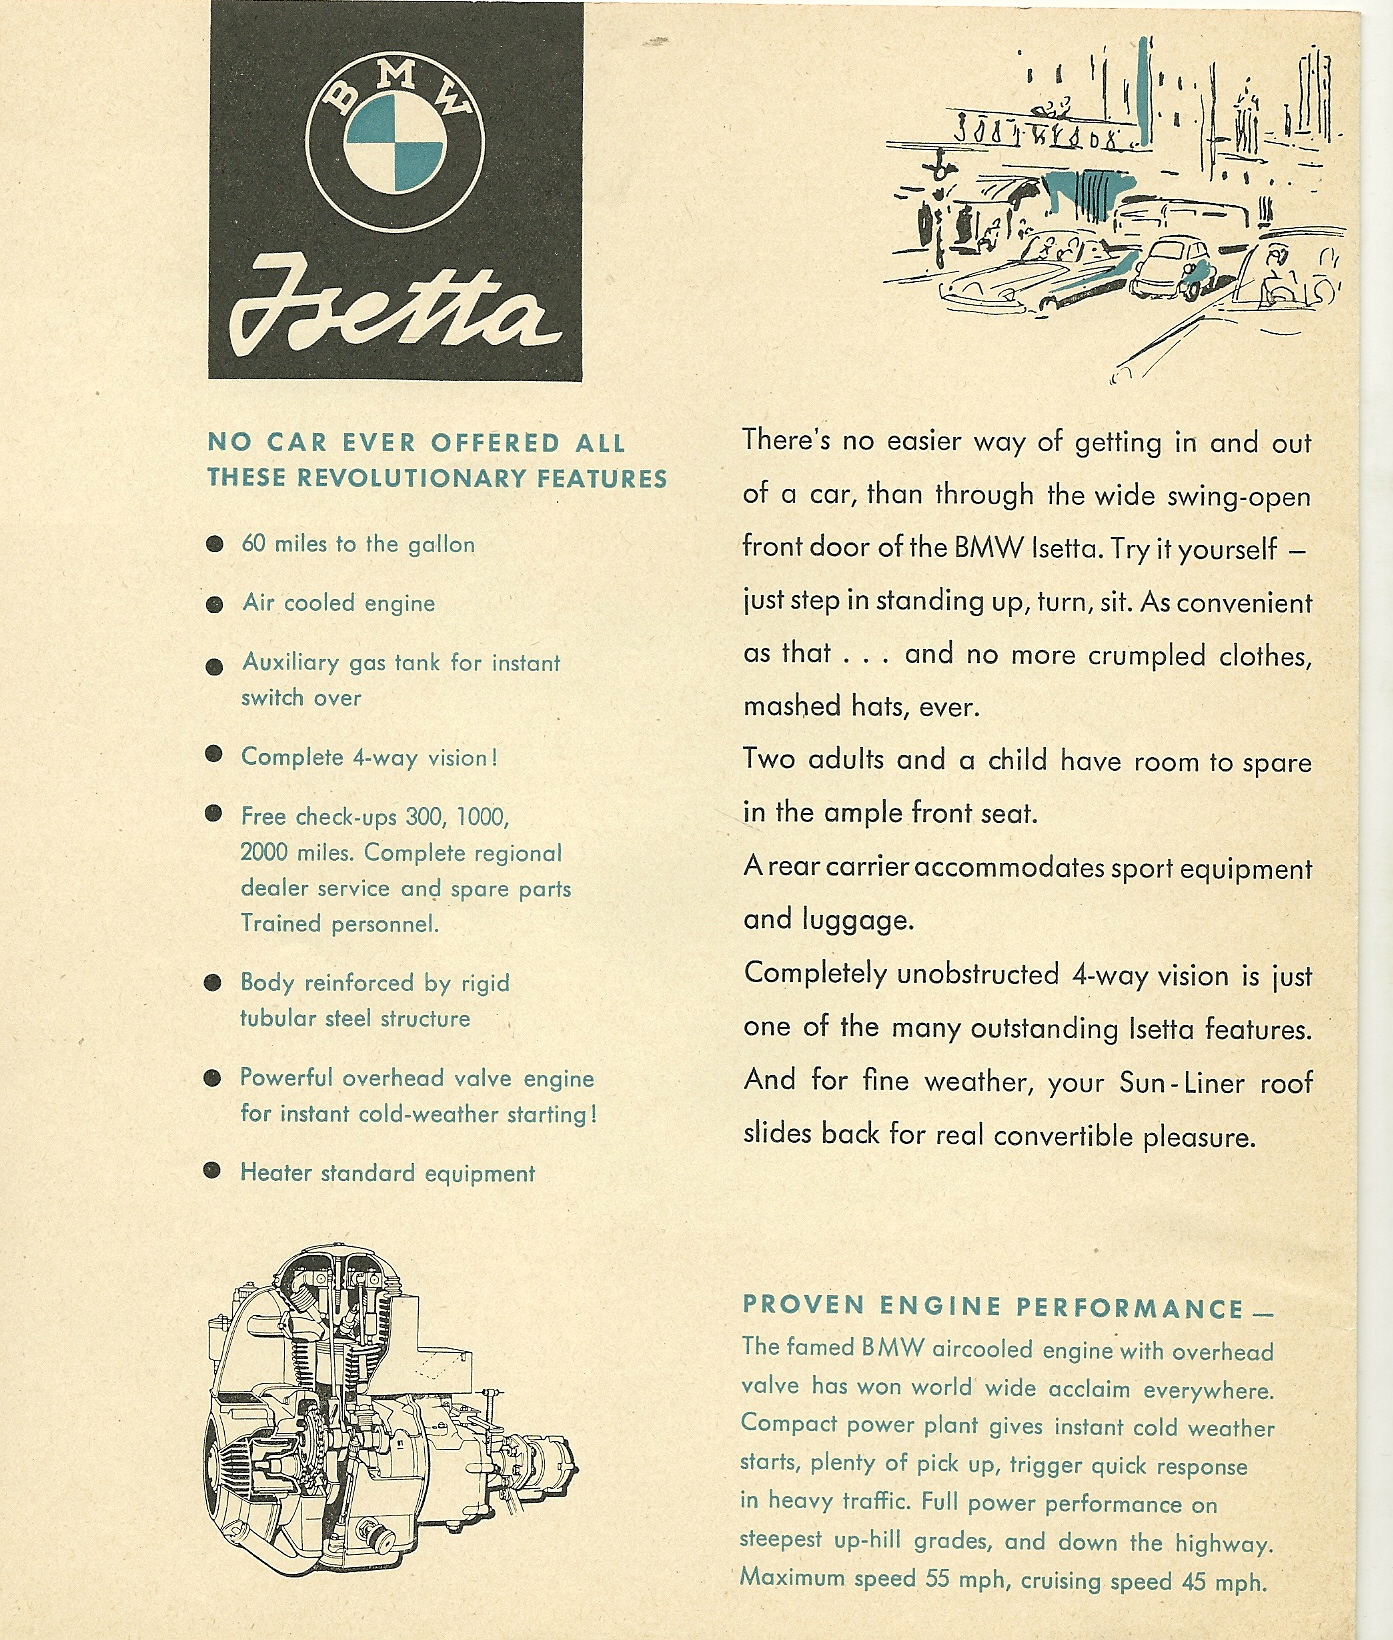 BMW
Isetta
NO CAR EVER OFFERED ALL
THESE REVOLUTIONARY FEATURES
● 60 miles to the gallon
● Air cooled engine
● Auxiliary gas tank for instant
switch over
● Complete 4-way vision!
● Free check-ups 300, 1000,
2000 miles. Complete regional
dealer service and spare parts
Trained personnel.
● Body reinforced by rigid
tubular steel structure
● Powerful overhead valve engine
for instant cold-weather starting!
● Heater standard equipment
There's no easier way of getting in and out
of a car, than through the wide swing-open
front door of the BMW Isetta. Try it yourself –
just step in standing up, turn, sit. As convenient
as that . . . and no more crumpled clothes,
mashed hats, ever.
Two adults and a child have room to spare
in the ample front seat.
A rear carrier accommodates sport equipment
and luggage.
Completely unobstructed 4-way vision is just
one of the many outstanding Isetta features.
And for fine weather, your Sun-Liner roof
slides back for real convertible pleasure.
PROVEN ENGINE PERFORMANCE —
The famed BMW aircooled engine with overhead
valve has won world wide acclaim everywhere.
Compact power plant gives instant cold weather
starts, plenty of pick up, trigger quick response
in heavy traffic. Full power performance on
steepest up-hill grades, and down the highway.
Maximum speed 55 mph, cruising speed 45 mph.